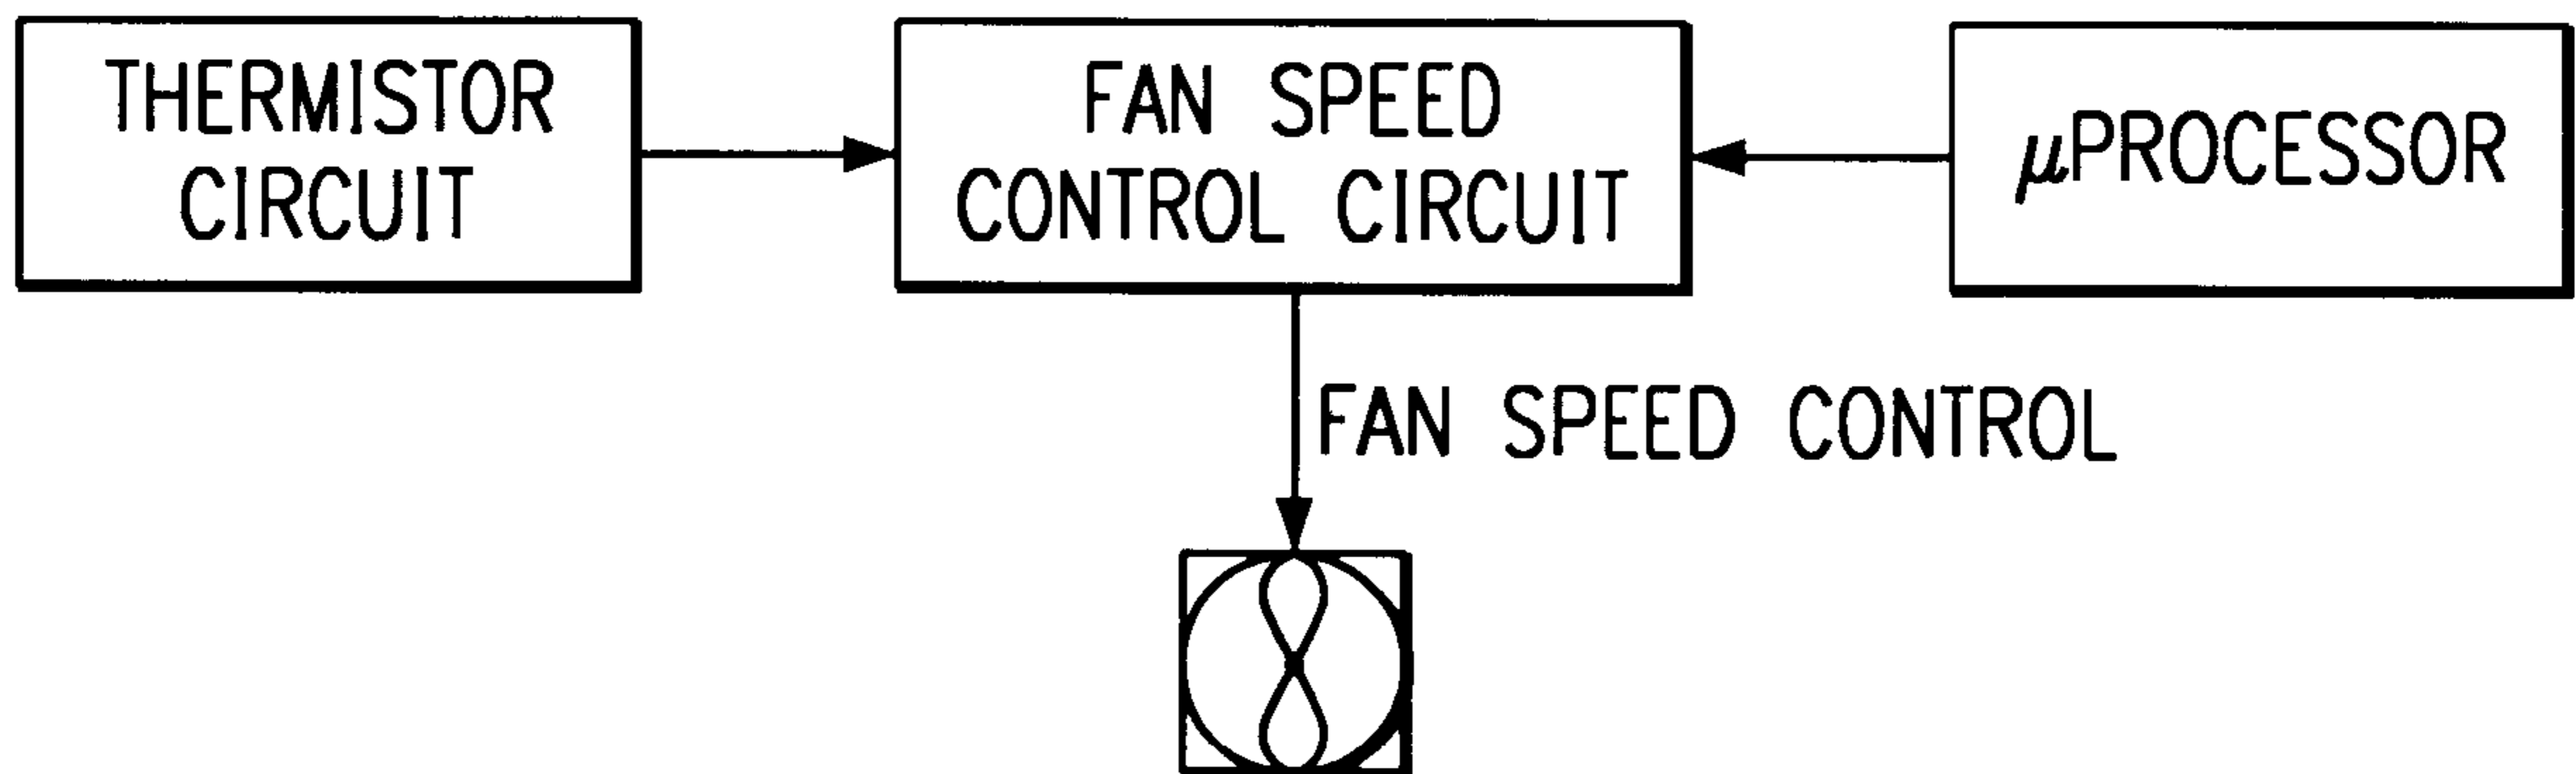 THERMISTOR
CIRCUIT
FAN SPEED
CONTROL CIRCUIT
μPROCESSOR
FAN SPEED CONTROL